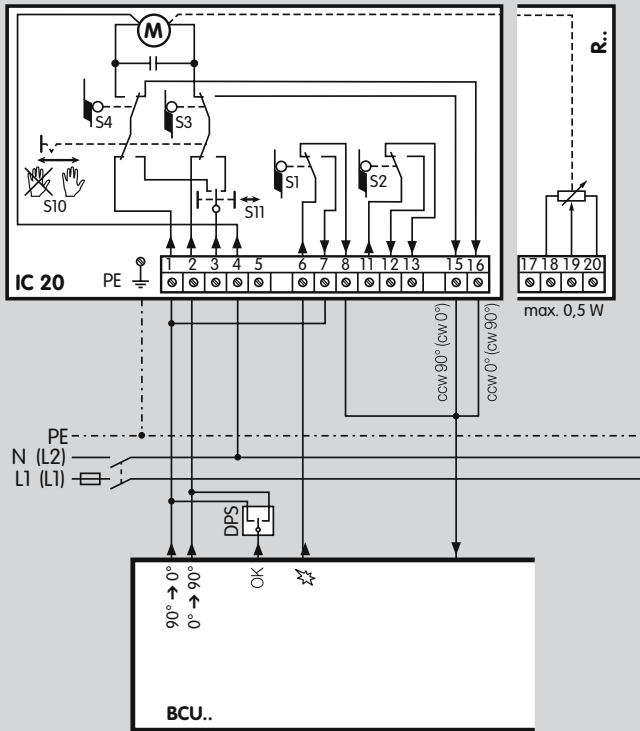 M
R..
S4
S3
S1
S2
S10
S11
IC 20
PE
1 2 3 4 5 6 7 8 11 12 13 15 16
17 18 19 20
max. 0,5 W
ccw 90° (cw 0°)
ccw 0° (cw 90°)
PE
N (L2)
L1 (L1)
DPS
90° → 0°
0° → 90°
OK
BCU..